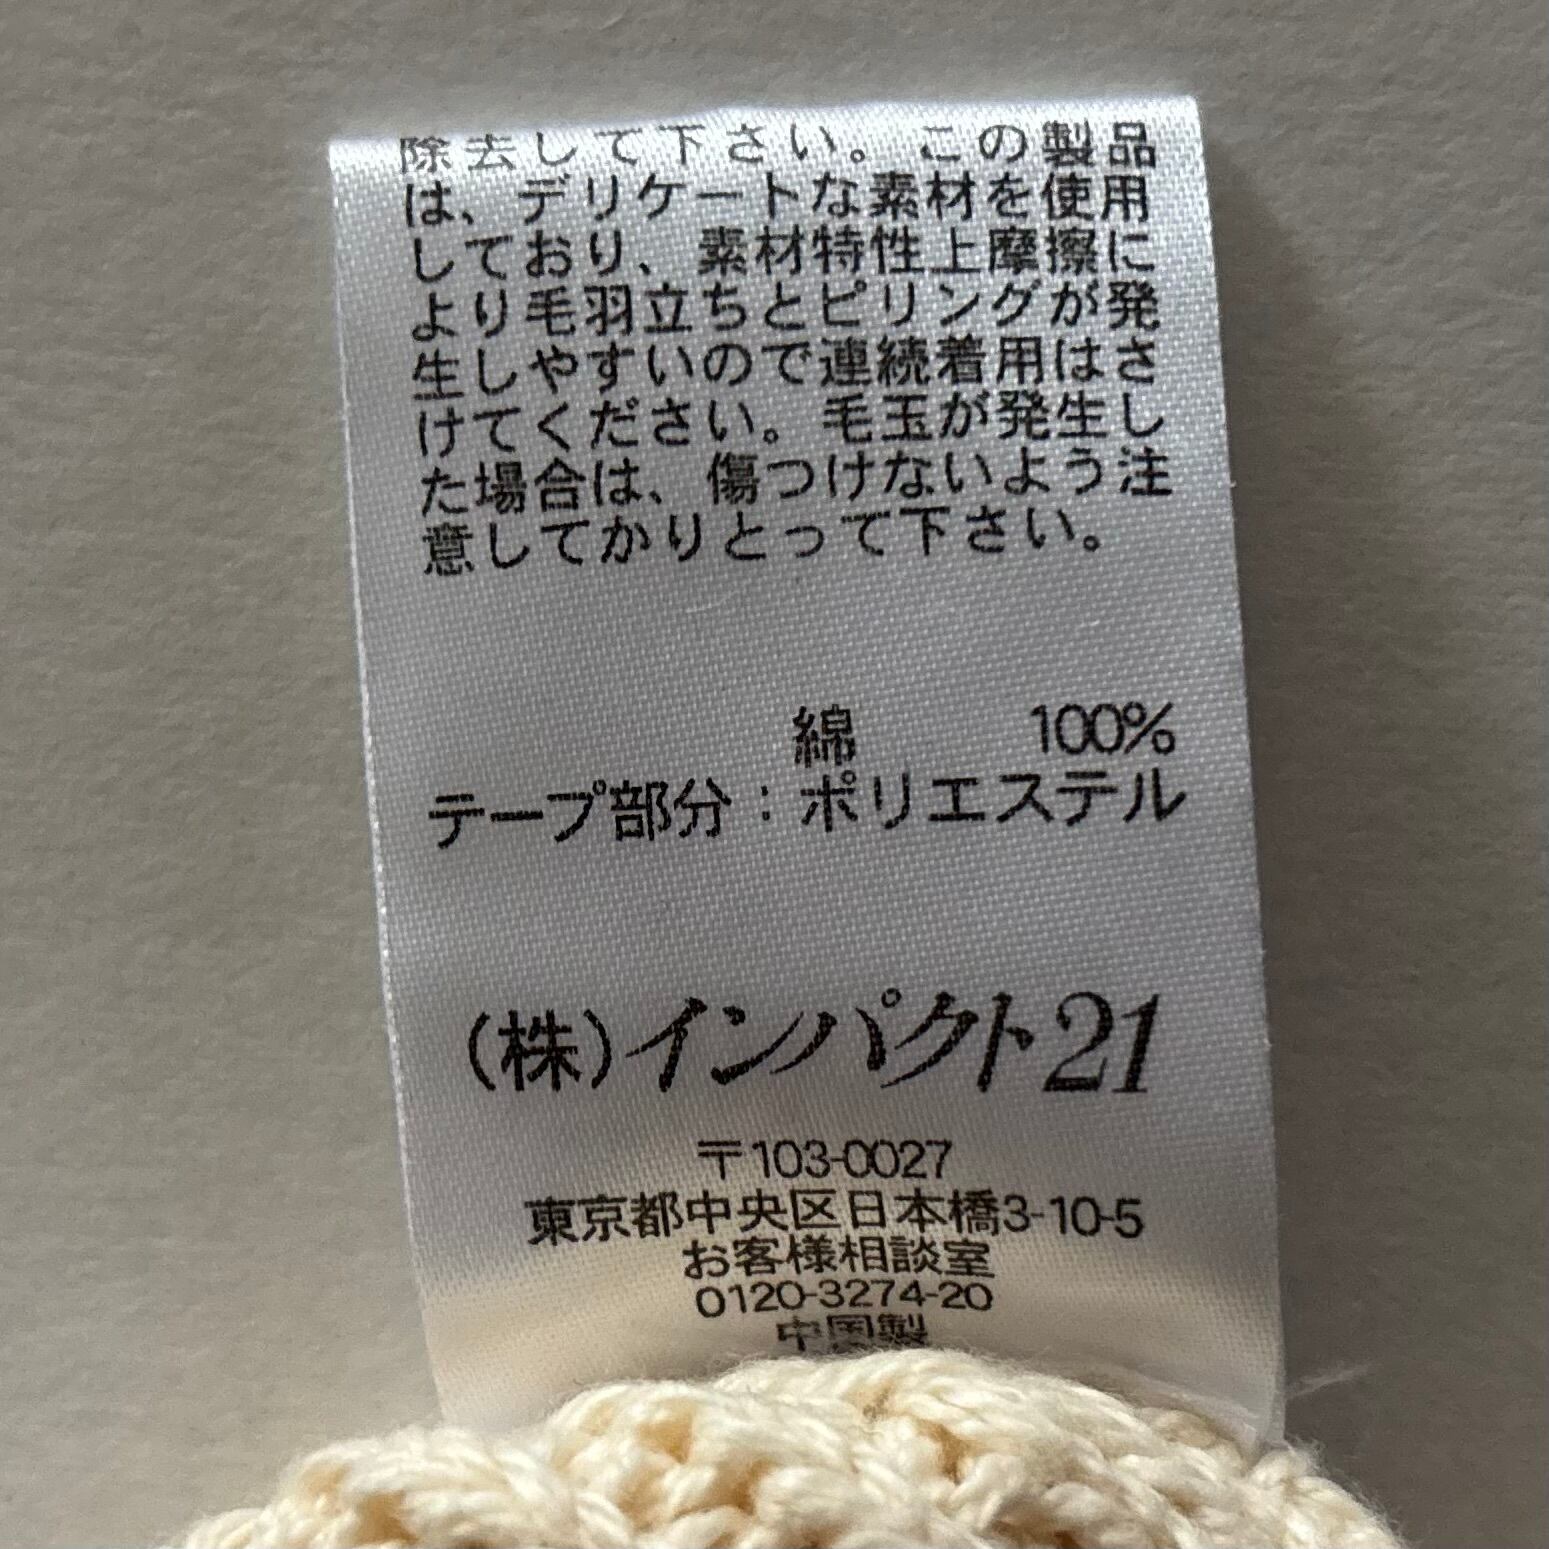 除去して下さい。この製品
は、デリケートな素材を使用
しており、素材特性上摩擦に
より毛羽立ちとピリングが発
生しやすいので連続着用はさ
けてください。毛玉が発生し
た場合は、傷つけないよう注
意してかりとって下さい。
綿 100%
テープ部分：ポリエステル
(株)インパクト21
〒103-0027
東京都中央区日本橋3-10-5
お客様相談室
0120-3274-20
中国製